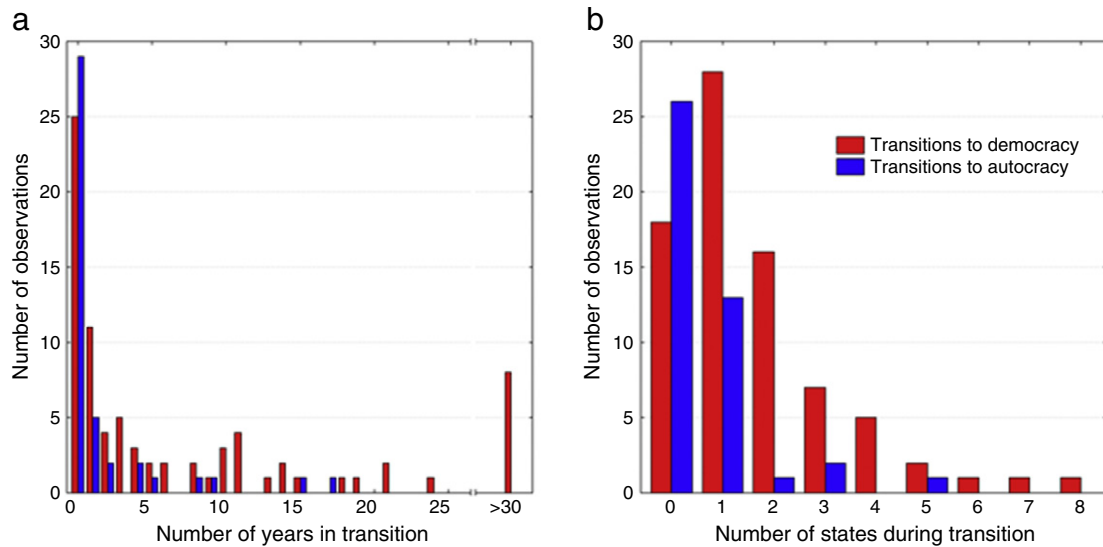 a
30
25
20
15
10
5
0
Number of observations
0 5 10 15 20 25 >30
Number of years in transition
b
30
25
20
15
10
5
0
Number of observations
Transitions to democracy
Transitions to autocracy
0 1 2 3 4 5 6 7 8
Number of states during transition